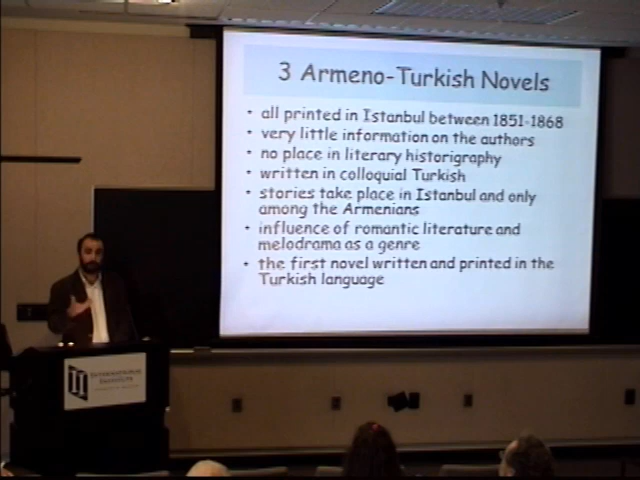 3 Armeno-Turkish Novels
• all printed in Istanbul between 1851-1868
• very little information on the authors
• no place in literary historigraphy
• written in colloquial Turkish
• stories take place in Istanbul and only
among the Armenians
• influence of romantic literature and
melodrama as a genre
• the first novel written and printed in the
Turkish language
International
Institute